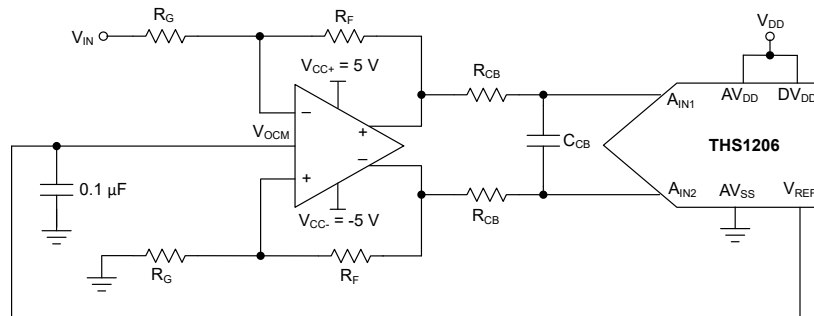 R_G
R_F
V_DD
V_IN
V_CC+ = 5 V
R_CB
A_IN1
AV_DD
DV_DD
−
+
V_OCM
C_CB
THS1206
−
+
0.1 µF
V_CC- = -5 V
R_CB
A_IN2
AV_SS
V_REF
R_G
R_F